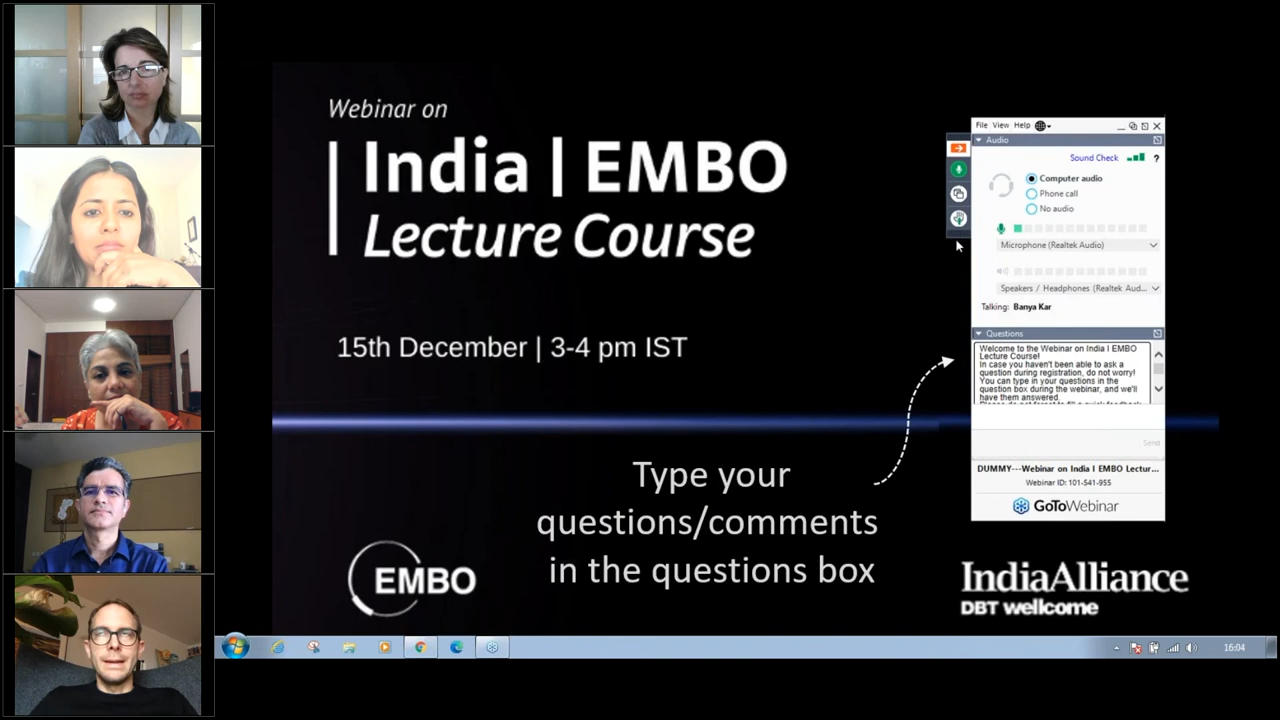 Webinar on
| India | EMBO
Lecture Course
15th December | 3-4 pm IST
Type your
questions/comments
in the questions box
EMBO
IndiaAlliance
DBT wellcome
File View Help
Audio
Sound Check
?
Computer audio
Phone call
No audio
Microphone (Realtek Audio)
Speakers / Headphones (Realtek Aud...
Talking: Banya Kar
Questions
Welcome to the Webinar on India I EMBO
Lecture Course!
In case you haven't been able to ask a
question during registration, do not worry!
You can type in your questions in the
question box during the webinar, and we'll
have them answered.
Send
DUMMY---Webinar on India I EMBO Lectur...
Webinar ID: 101-541-955
GoToWebinar
16:04